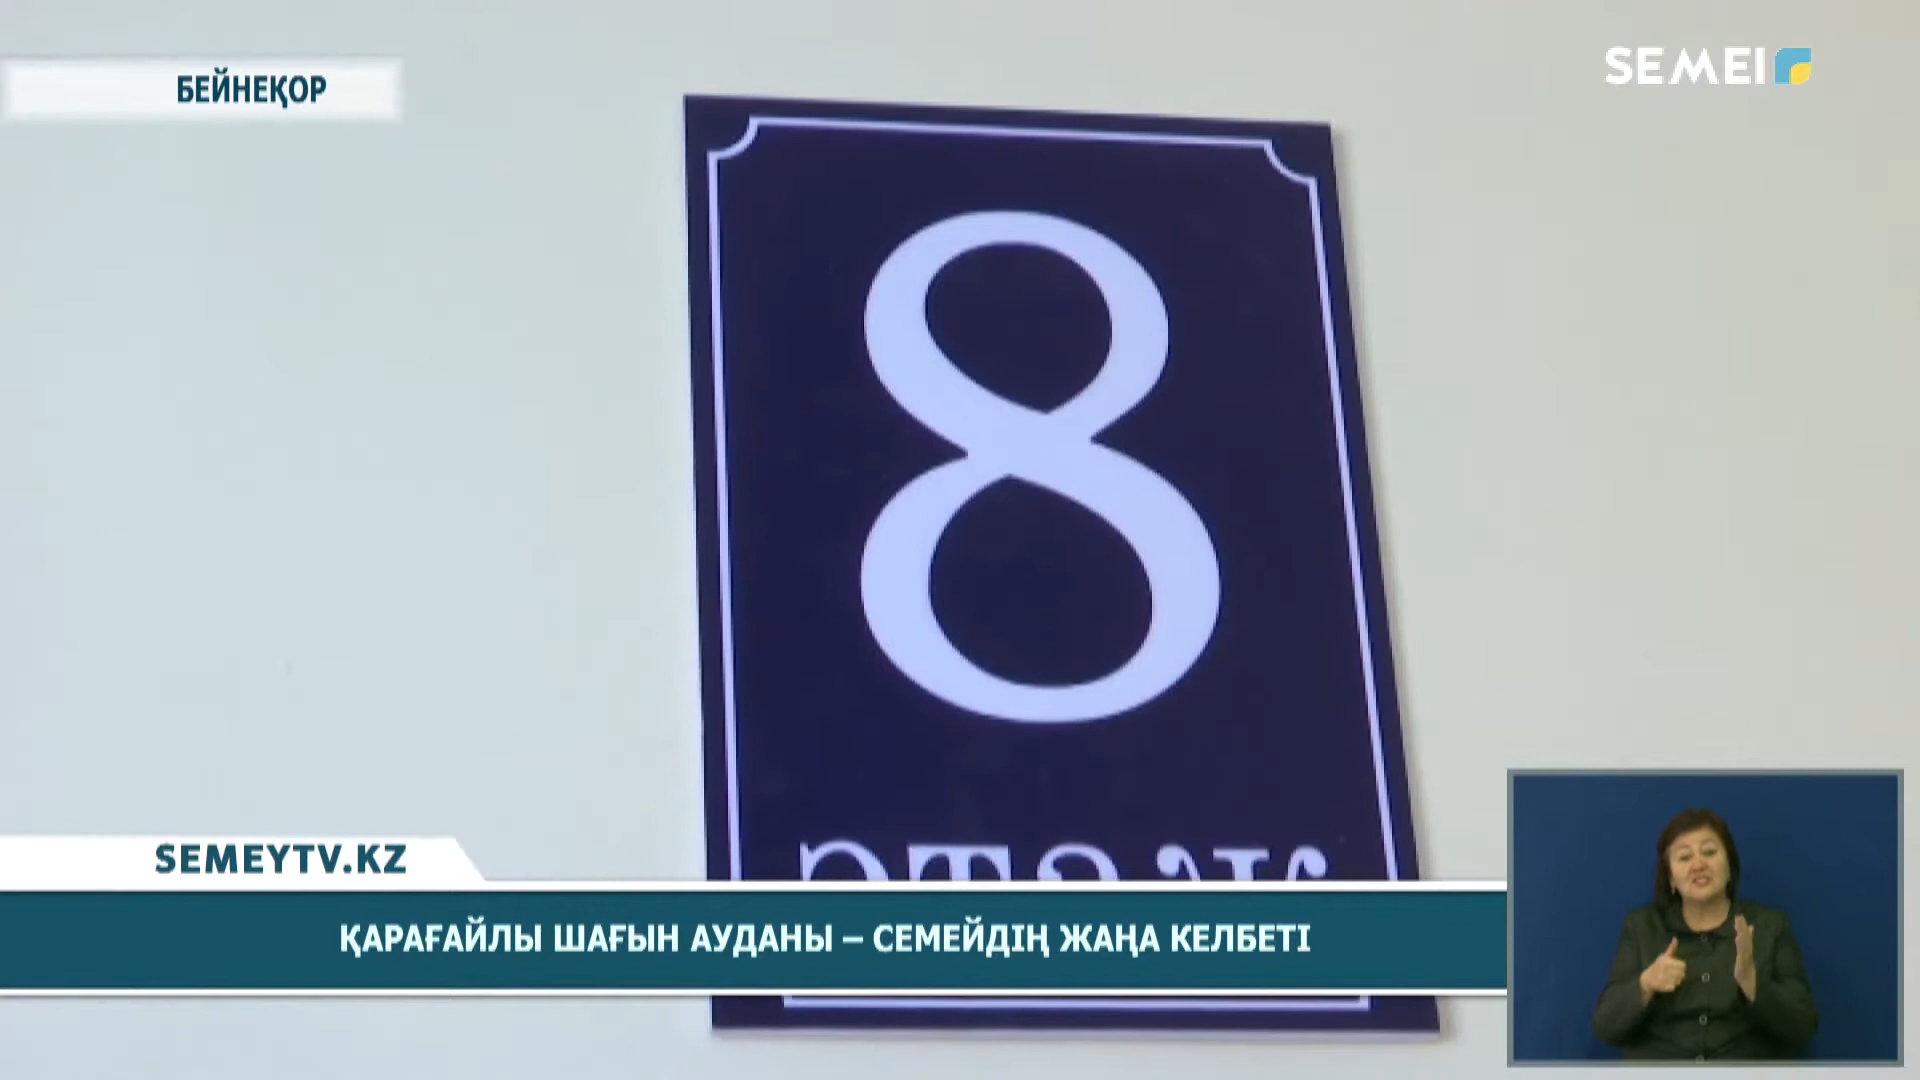 БЕЙНЕҚОР
SEMEI
8
SEMEYTV.KZ
ҚАРАҒАЙЛЫ ШАҒЫН АУДАНЫ – СЕМЕЙДІҢ ЖАҢА КЕЛБЕТІ